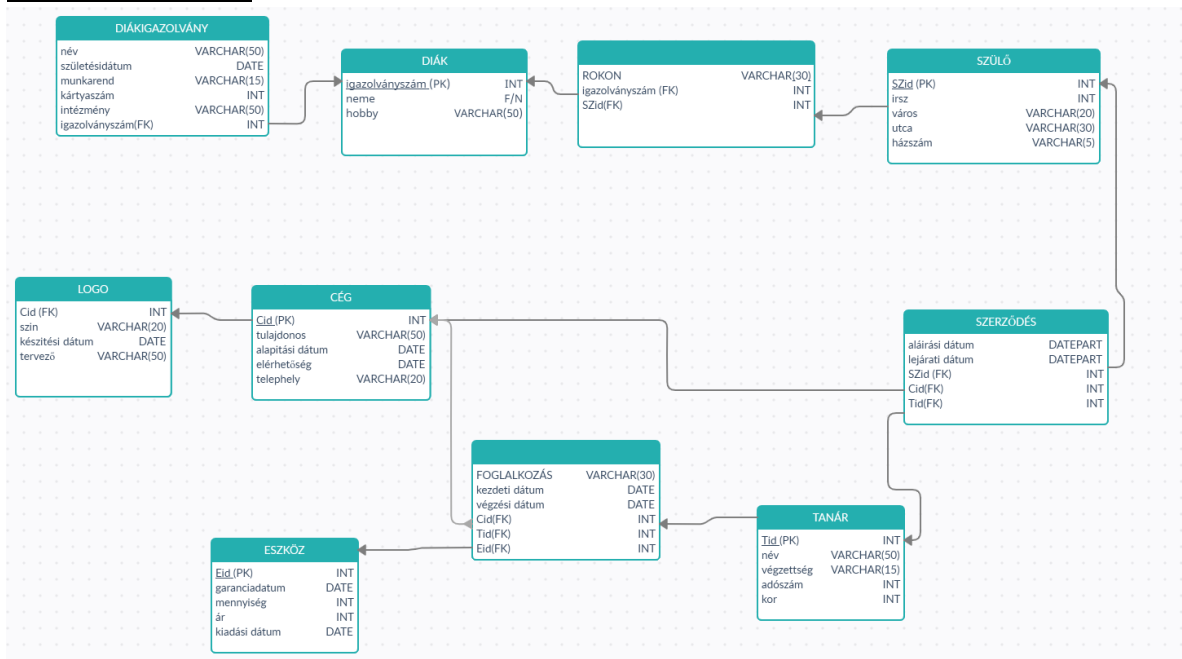 DIÁKIGAZOLVÁNY
név VARCHAR(50)
születésidátum DATE
munkarend VARCHAR(15)
kártyaszám INT
intézmény VARCHAR(50)
igazolványszám(FK) INT
DIÁK
igazolványszám (PK) INT
neme F/N
hobby VARCHAR(50)
ROKON VARCHAR(30)
igazolványszám (FK) INT
SZid(FK) INT
SZÜLŐ
SZid (PK) INT
irsz INT
város VARCHAR(20)
utca VARCHAR(30)
házszám VARCHAR(5)
LOGO
Cid (FK) INT
szin VARCHAR(20)
készítési dátum DATE
tervező VARCHAR(50)
CÉG
Cid (PK) INT
tulajdonos VARCHAR(50)
alapitási dátum DATE
elérhetőség DATE
telephely VARCHAR(20)
SZERZŐDÉS
aláirási dátum DATEPART
lejárati dátum DATEPART
SZid (FK) INT
Cid(FK) INT
Tid(FK) INT
FOGLALKOZÁS VARCHAR(30)
kezdeti dátum DATE
végzési dátum DATE
Cid(FK) INT
Tid(FK) INT
Eid(FK) INT
TANÁR
Tid (PK) INT
név VARCHAR(50)
végzettség VARCHAR(15)
adószám INT
kor INT
ESZKÖZ
Eid (PK) INT
garanciadatum DATE
mennyiség INT
ár INT
kiadási dátum DATE